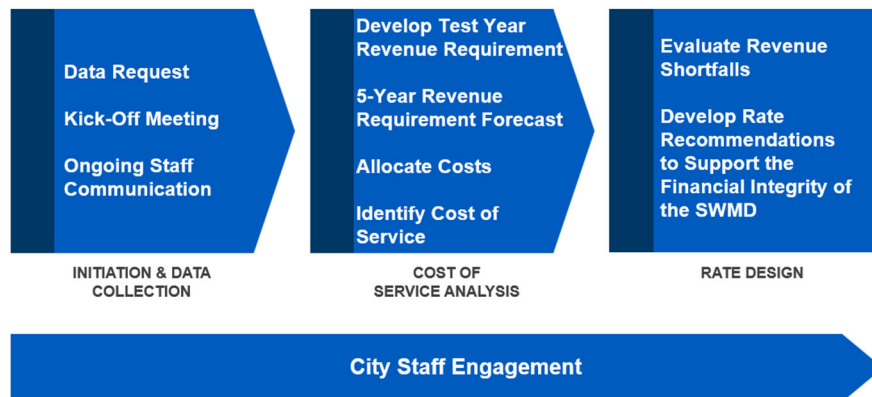 Data Request
Kick-Off Meeting
Ongoing Staff
Communication
INITIATION & DATA
COLLECTION
Develop Test Year
Revenue Requirement
5-Year Revenue
Requirement Forecast
Allocate Costs
Identify Cost of
Service
COST OF
SERVICE ANALYSIS
Evaluate Revenue
Shortfalls
Develop Rate
Recommendations
to Support the
Financial Integrity of
the SWMD
RATE DESIGN
City Staff Engagement